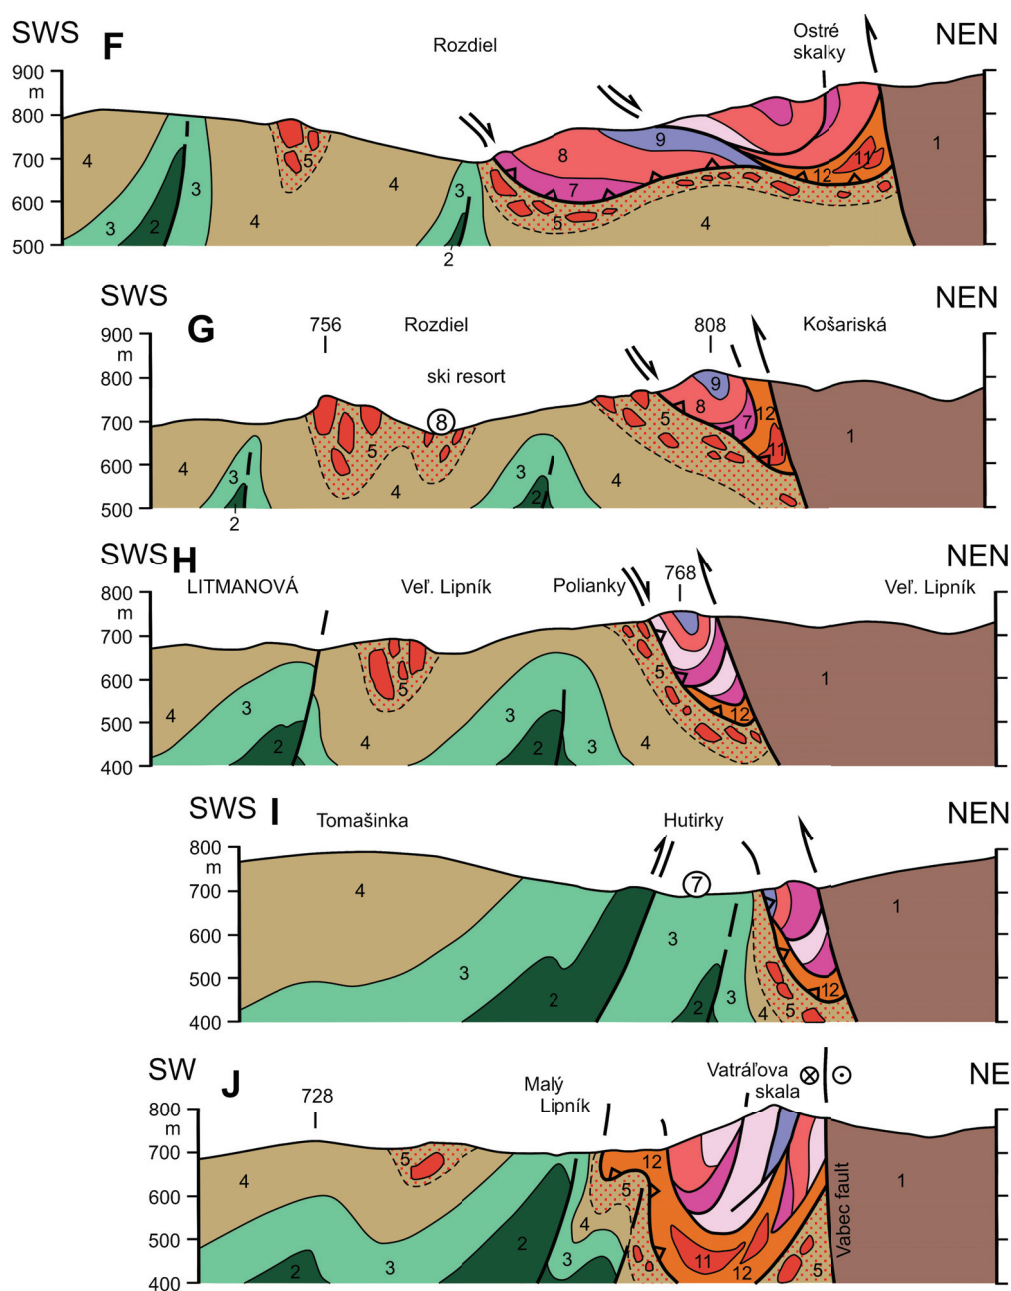 SWS F Rozdiel Ostré skalky NEN
900
m
800
700
600
500
4 3 2 3 5 4 4 3 2 8 7 9 5 4 12 11 1
SWS G 756 Rozdiel 808 Košariská NEN
ski resort
900
m
800
700
600
500
4 3 2 5 8 4 3 2 4 5 8 9 7 12 11 1
SWS H NEN
LITMANOVÁ Veľ. Lipník Polianky 768 Veľ. Lipník
800
m
700
600
500
400
4 3 2 4 5 3 2 3 4 5 12 1
SWS I Tomašinka Hutirky NEN
800
m
700
600
500
400
4 3 2 3 7 2 3 4 5 12 1
SW J 728 Malý Lipník Vatráľova skala NE
800
m
700
600
500
400
4 2 3 5 2 4 3 5 12 11 12 5 1
Vabec fault